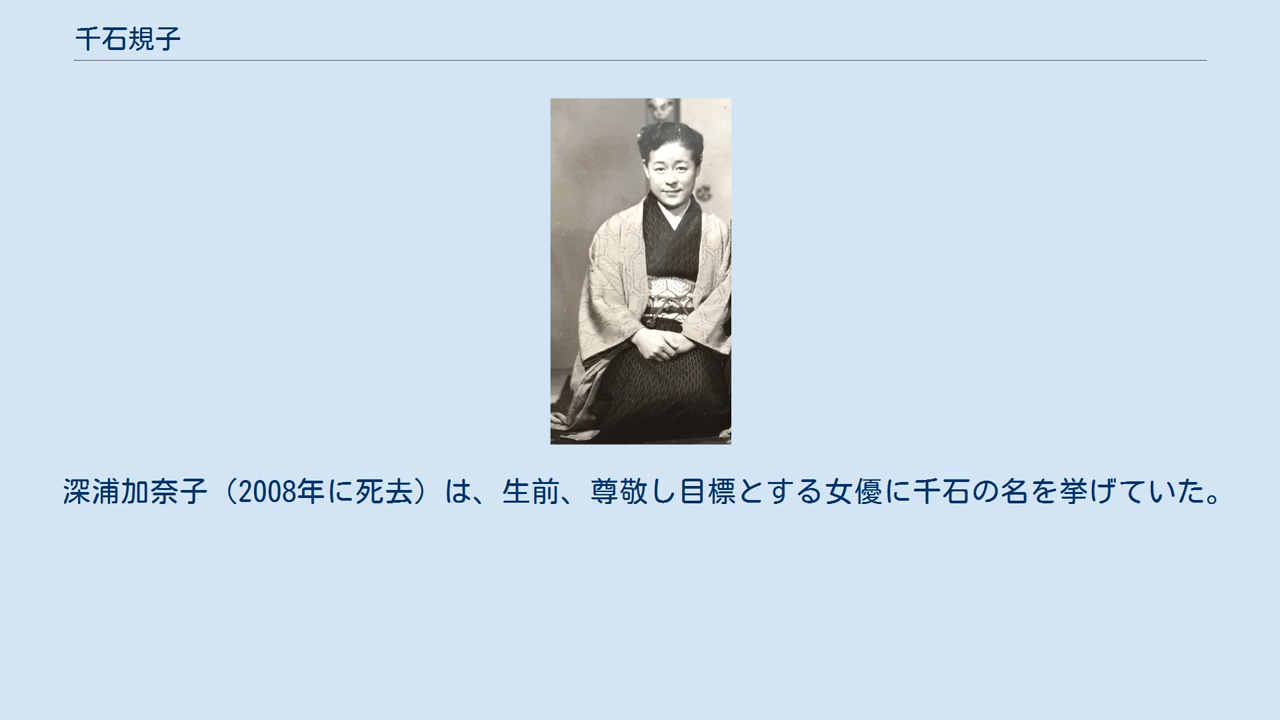 千石規子
深浦加奈子（2008年に死去）は、生前、尊敬し目標とする女優に千石の名を挙げていた。